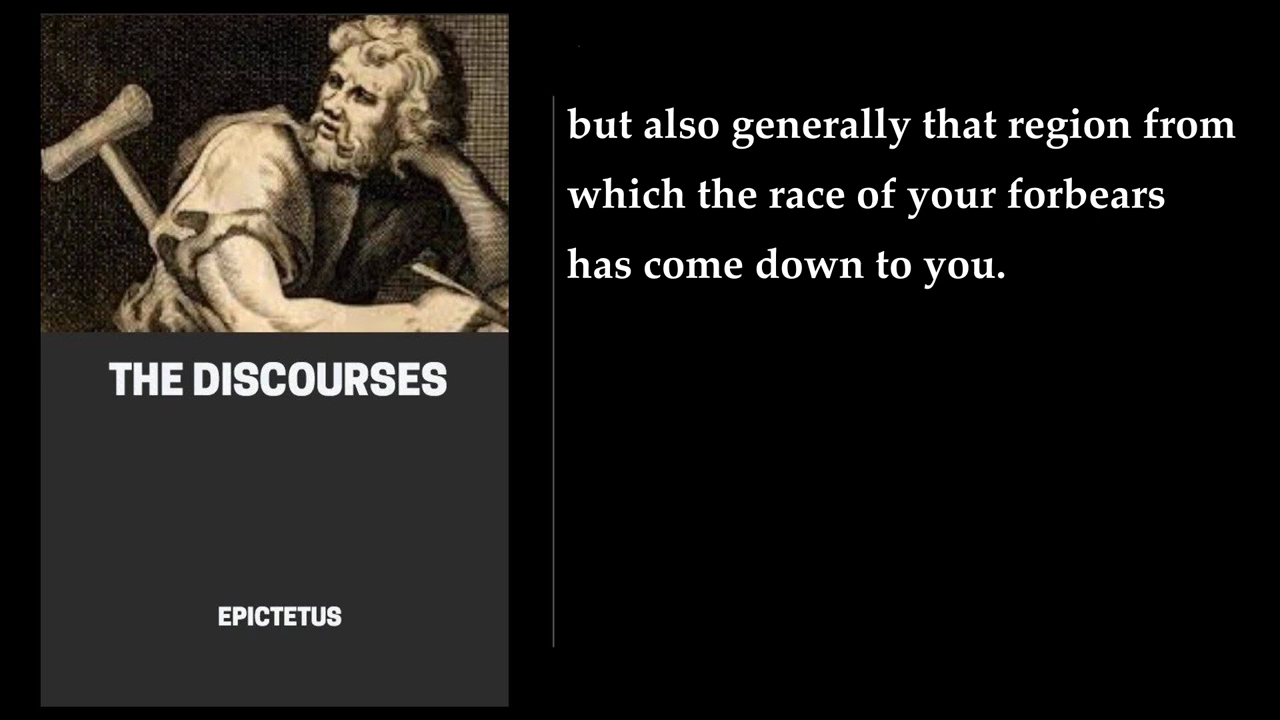 THE DISCOURSES
EPICTETUS
but also generally that region from
which the race of your forbears
has come down to you.